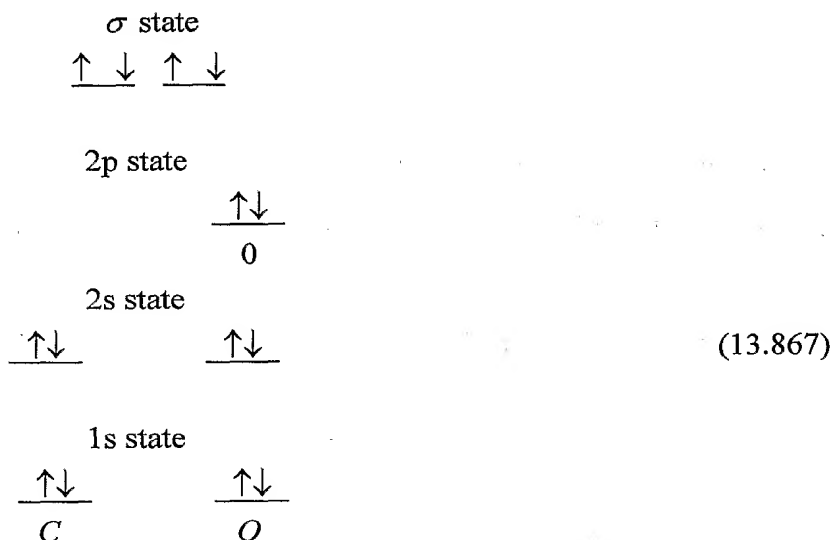 σ state
↑ ↓ ↑ ↓
2p state
↑↓
0
2s state
↑↓ ↑↓ (13.867)
1s state
↑↓ ↑↓
C O